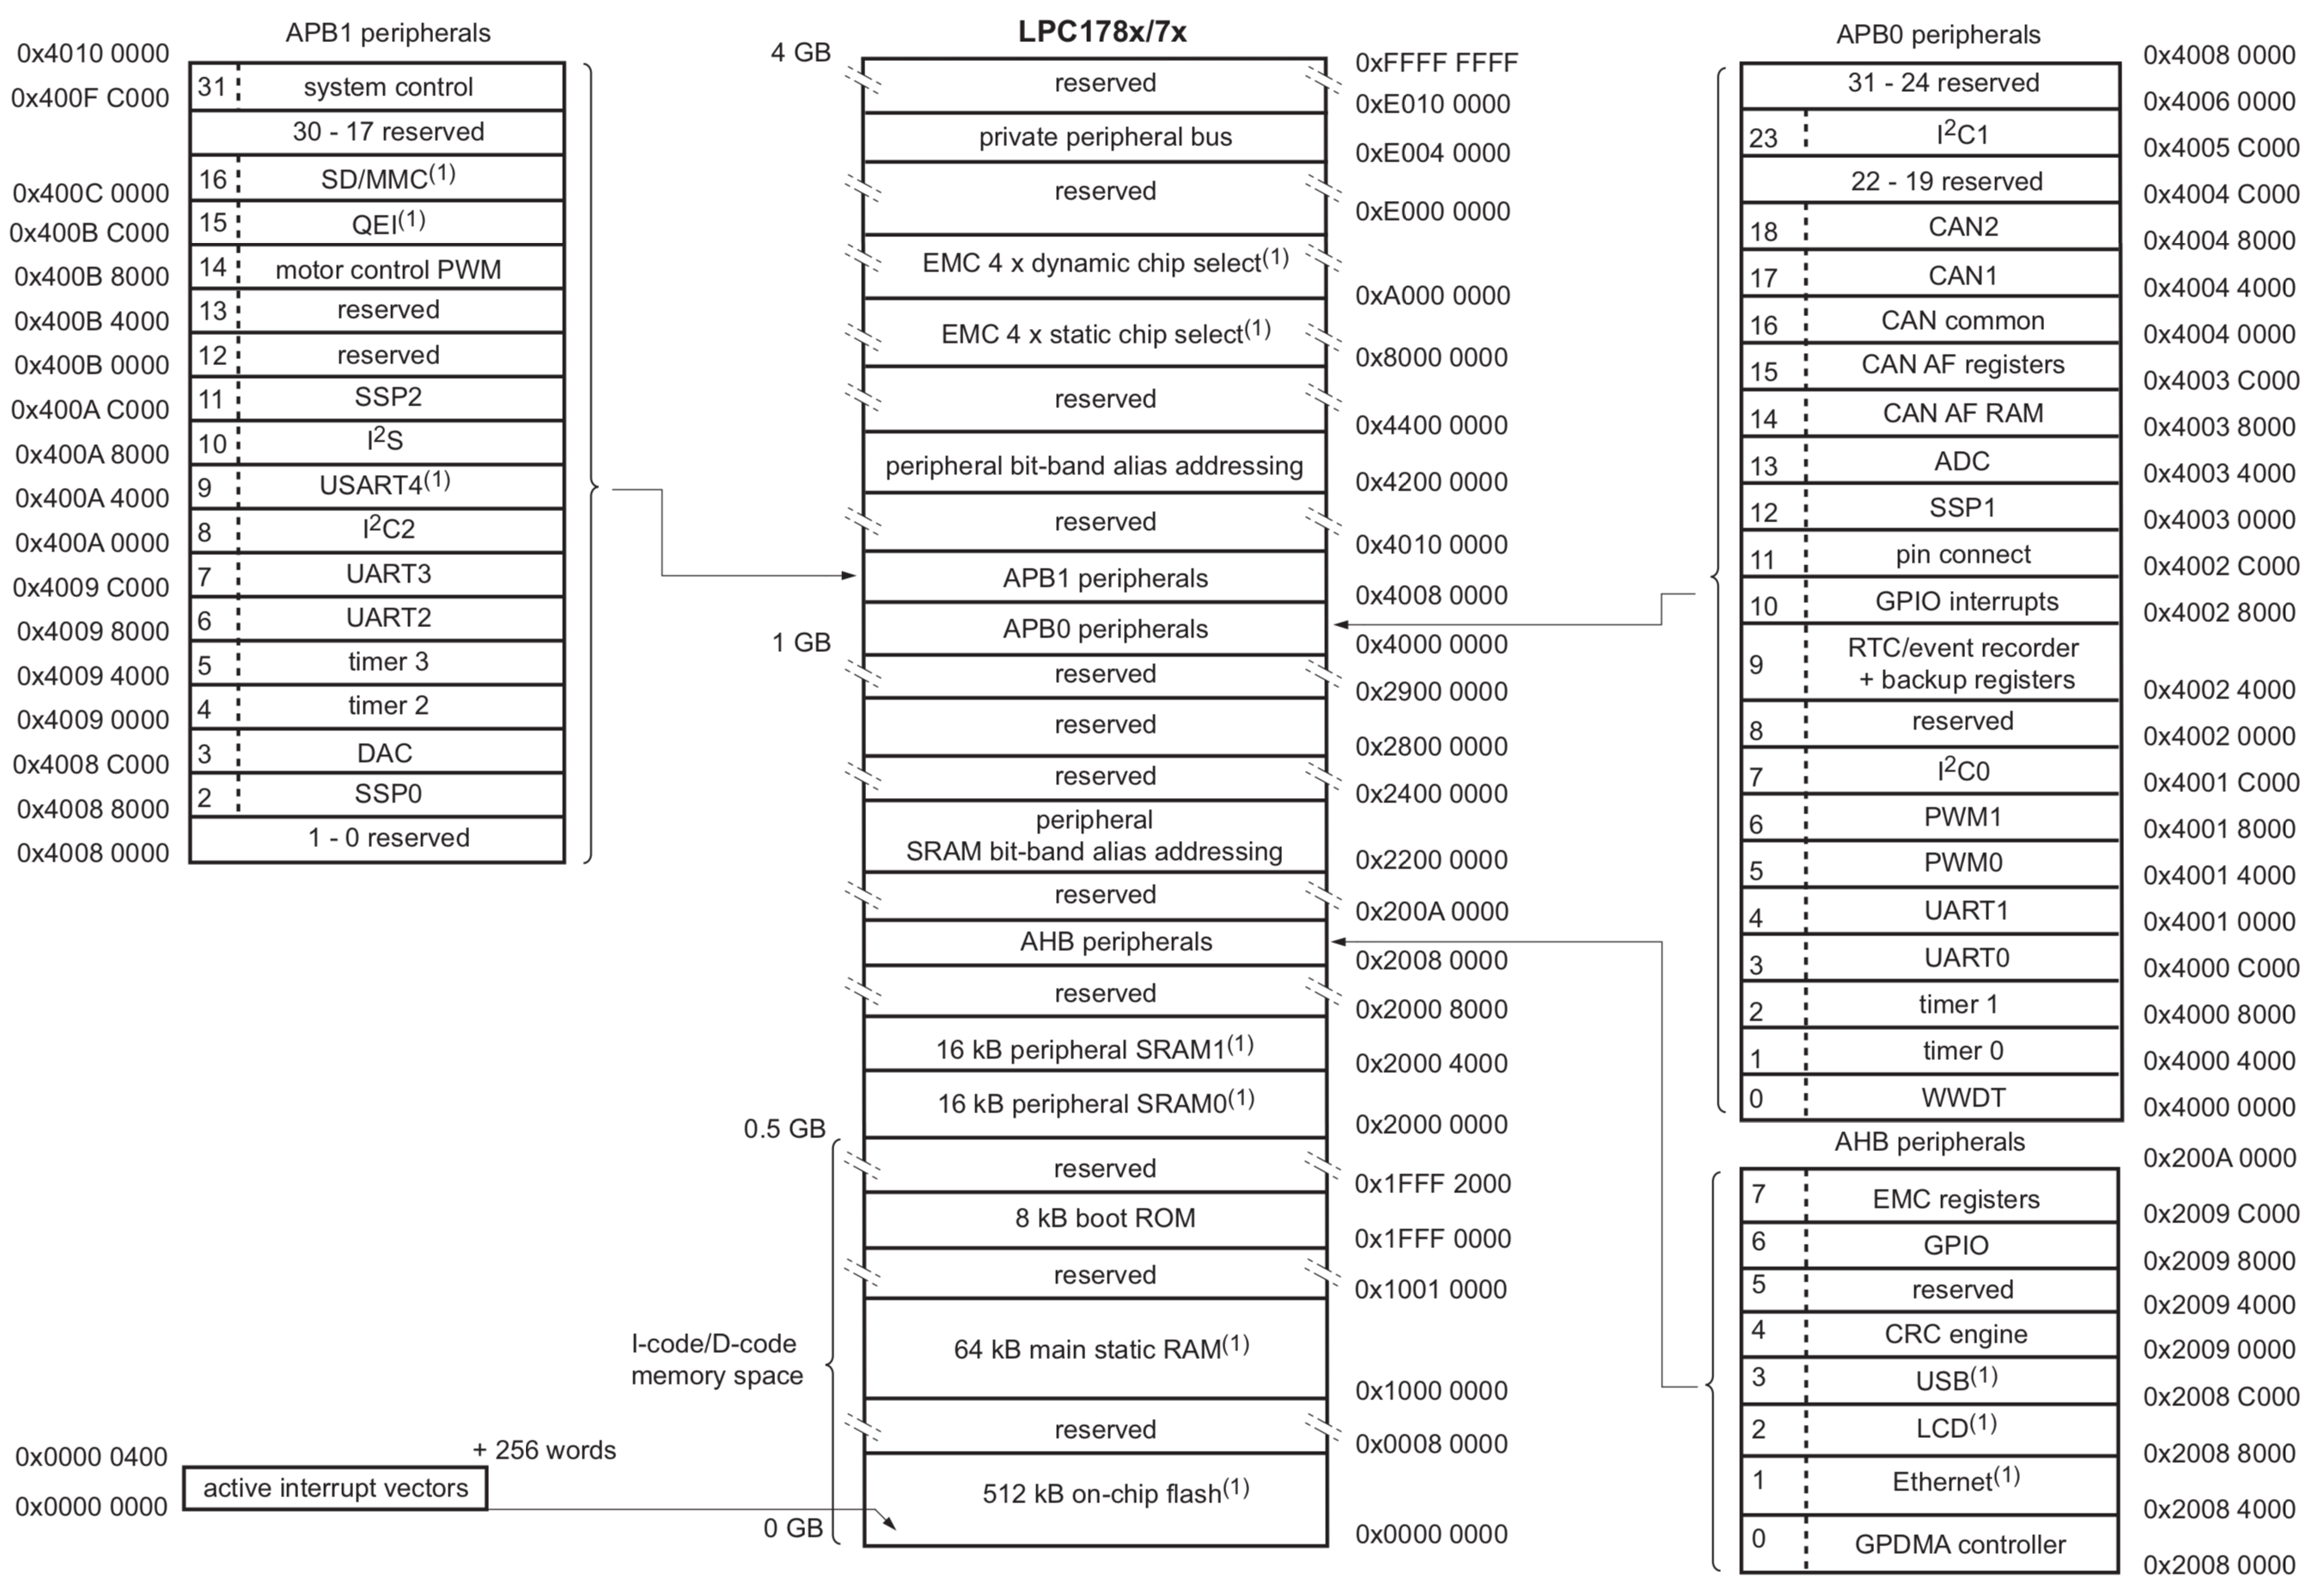 APB1 peripherals
0x4010 0000
31 system control
0x400F C000
30 - 17 reserved
16 SD/MMC(1)
0x400C 0000
15 QEI(1)
0x400B C000
14 motor control PWM
0x400B 8000
13 reserved
0x400B 4000
12 reserved
0x400B 0000
11 SSP2
0x400A C000
10 I2S
0x400A 8000
9 USART4(1)
0x400A 4000
8 I2C2
0x400A 0000
7 UART3
0x4009 C000
6 UART2
0x4009 8000
5 timer 3
0x4009 4000
4 timer 2
0x4009 0000
3 DAC
0x4008 C000
2 SSP0
0x4008 8000
1 - 0 reserved
0x4008 0000
+ 256 words
0x0000 0400
active interrupt vectors
0x0000 0000
LPC178x/7x
4 GB
0xFFFF FFFF
reserved
0xE010 0000
private peripheral bus
0xE004 0000
reserved
0xE000 0000
EMC 4 x dynamic chip select(1)
0xA000 0000
EMC 4 x static chip select(1)
0x8000 0000
reserved
0x4400 0000
peripheral bit-band alias addressing
0x4200 0000
reserved
0x4010 0000
APB1 peripherals
0x4008 0000
APB0 peripherals
1 GB
0x4000 0000
reserved
0x2900 0000
reserved
0x2800 0000
reserved
0x2400 0000
peripheral
SRAM bit-band alias addressing
0x2200 0000
reserved
0x200A 0000
AHB peripherals
0x2008 0000
reserved
0x2000 8000
16 kB peripheral SRAM1(1)
0x2000 4000
16 kB peripheral SRAM0(1)
0x2000 0000
0.5 GB
reserved
0x1FFF 2000
8 kB boot ROM
0x1FFF 0000
reserved
0x1001 0000
I-code/D-code
memory space
64 kB main static RAM(1)
0x1000 0000
reserved
0x0008 0000
512 kB on-chip flash(1)
0 GB
0x0000 0000
APB0 peripherals
0x4008 0000
31 - 24 reserved
0x4006 0000
23 I2C1
0x4005 C000
22 - 19 reserved
0x4004 C000
18 CAN2
0x4004 8000
17 CAN1
0x4004 4000
16 CAN common
0x4004 0000
15 CAN AF registers
0x4003 C000
14 CAN AF RAM
0x4003 8000
13 ADC
0x4003 4000
12 SSP1
0x4003 0000
11 pin connect
0x4002 C000
10 GPIO interrupts
0x4002 8000
9 RTC/event recorder
+ backup registers
0x4002 4000
8 reserved
0x4002 0000
7 I2C0
0x4001 C000
6 PWM1
0x4001 8000
5 PWM0
0x4001 4000
4 UART1
0x4001 0000
3 UART0
0x4000 C000
2 timer 1
0x4000 8000
1 timer 0
0x4000 4000
0 WWDT
0x4000 0000
AHB peripherals
0x200A 0000
7 EMC registers
0x2009 C000
6 GPIO
0x2009 8000
5 reserved
0x2009 4000
4 CRC engine
0x2009 0000
3 USB(1)
0x2008 C000
2 LCD(1)
0x2008 8000
1 Ethernet(1)
0x2008 4000
0 GPDMA controller
0x2008 0000